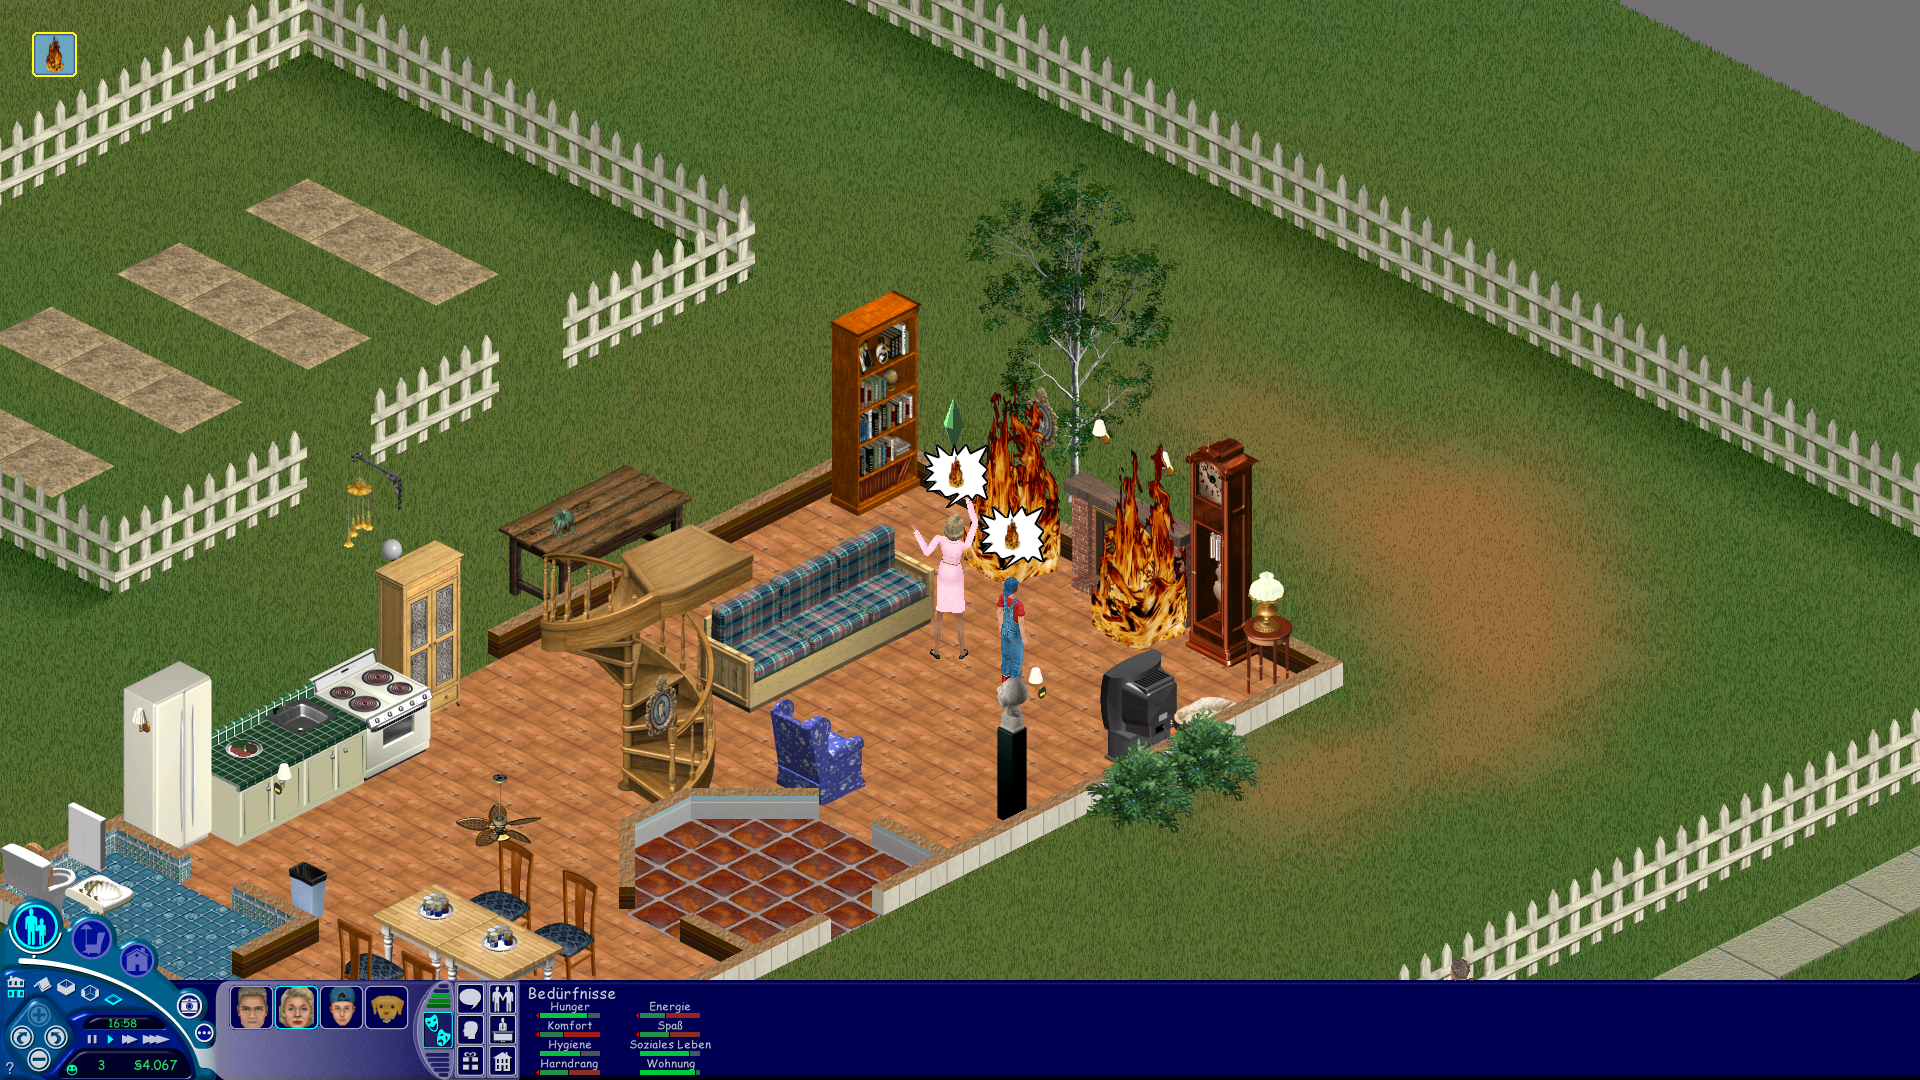 Bedürfnisse
Hunger
Energie
Komfort
Spaß
Hygiene
Soziales Leben
Harndrang
Wohnung
16:58
3
$4.067
?